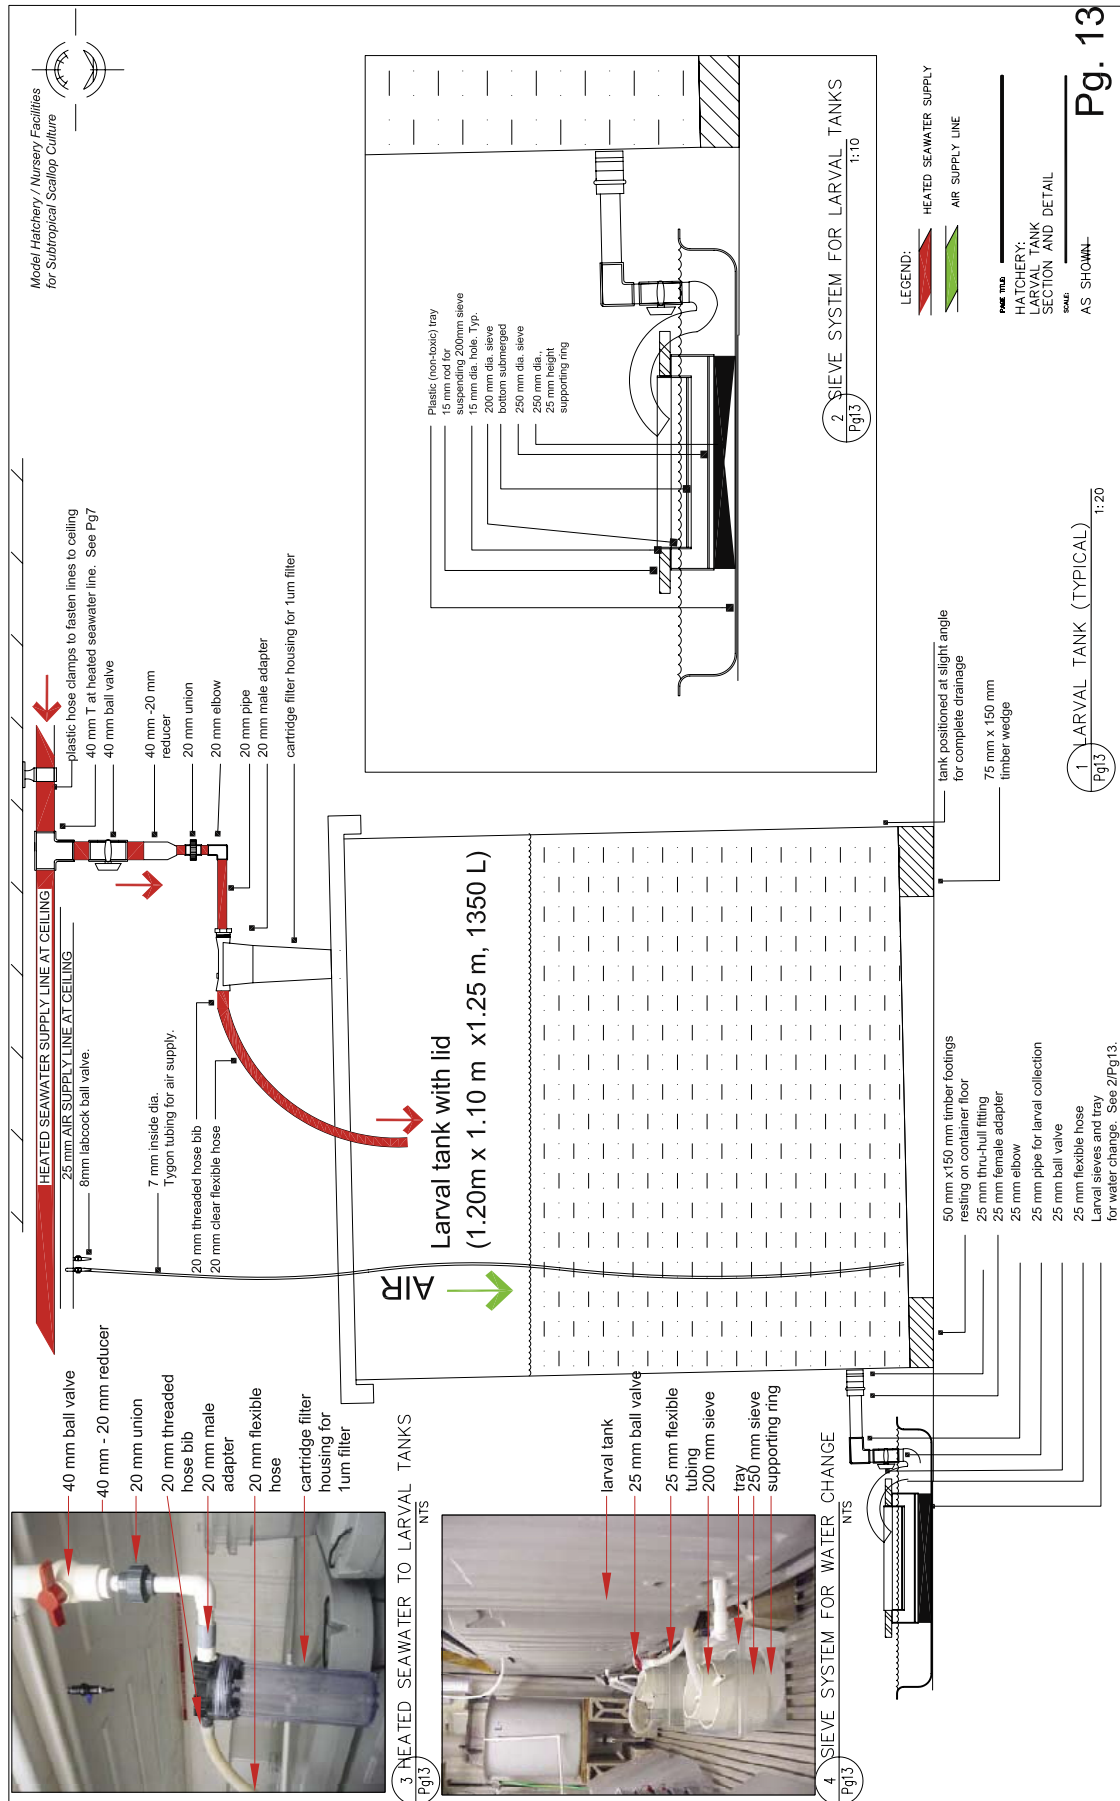 Model Hatchery / Nursery Facilities
for Subtropical Scallop Culture
HEATED SEAWATER SUPPLY LINE AT CEILING
25 mm AIR SUPPLY LINE AT CEILING
8mm labcock ball valve.
7 mm inside dia.
Tygon tubing for air supply.
20 mm threaded hose bib
20 mm clear flexible hose
plastic hose clamps to fasten lines to ceiling
40 mm T at heated seawater line. See Pg7
40 mm ball valve
40 mm -20 mm
reducer
20 mm union
20 mm elbow
20 mm pipe
20 mm male adapter
cartridge filter housing for 1um filter
Larval tank with lid
(1.20m x 1.10 m x1.25 m, 1350 L)
AIR
tank positioned at slight angle
for complete drainage
75 mm x 150 mm
timber wedge
50 mm x150 mm timber footings
resting on container floor
25 mm thru-hull fitting
25 mm female adapter
25 mm elbow
25 mm pipe for larval collection
25 mm ball valve
25 mm flexible hose
Larval sieves and tray
for water change. See 2/Pg13.
1
Pg13
LARVAL TANK (TYPICAL)
1:20
Plastic (non-toxic) tray
15 mm rod for
suspending 200mm sieve
15 mm dia. hole. Typ.
200 mm dia. sieve
bottom submerged
250 mm dia. sieve
250 mm dia.,
25 mm height
supporting ring
2
Pg13
SIEVE SYSTEM FOR LARVAL TANKS
1:10
40 mm ball valve
40 mm - 20 mm reducer
20 mm union
20 mm threaded
hose bib
20 mm male
adapter
20 mm flexible
hose
cartridge filter
housing for
1um filter
3
Pg13
HEATED SEAWATER TO LARVAL TANKS
NTS
larval tank
25 mm ball valve
25 mm flexible
tubing
200 mm sieve
tray
250 mm sieve
supporting ring
4
Pg13
SIEVE SYSTEM FOR WATER CHANGE
NTS
LEGEND:
HEATED SEAWATER SUPPLY
AIR SUPPLY LINE
PAGE TITLE:
HATCHERY:
LARVAL TANK
SECTION AND DETAIL
SCALE:
AS SHOWN
Pg. 13